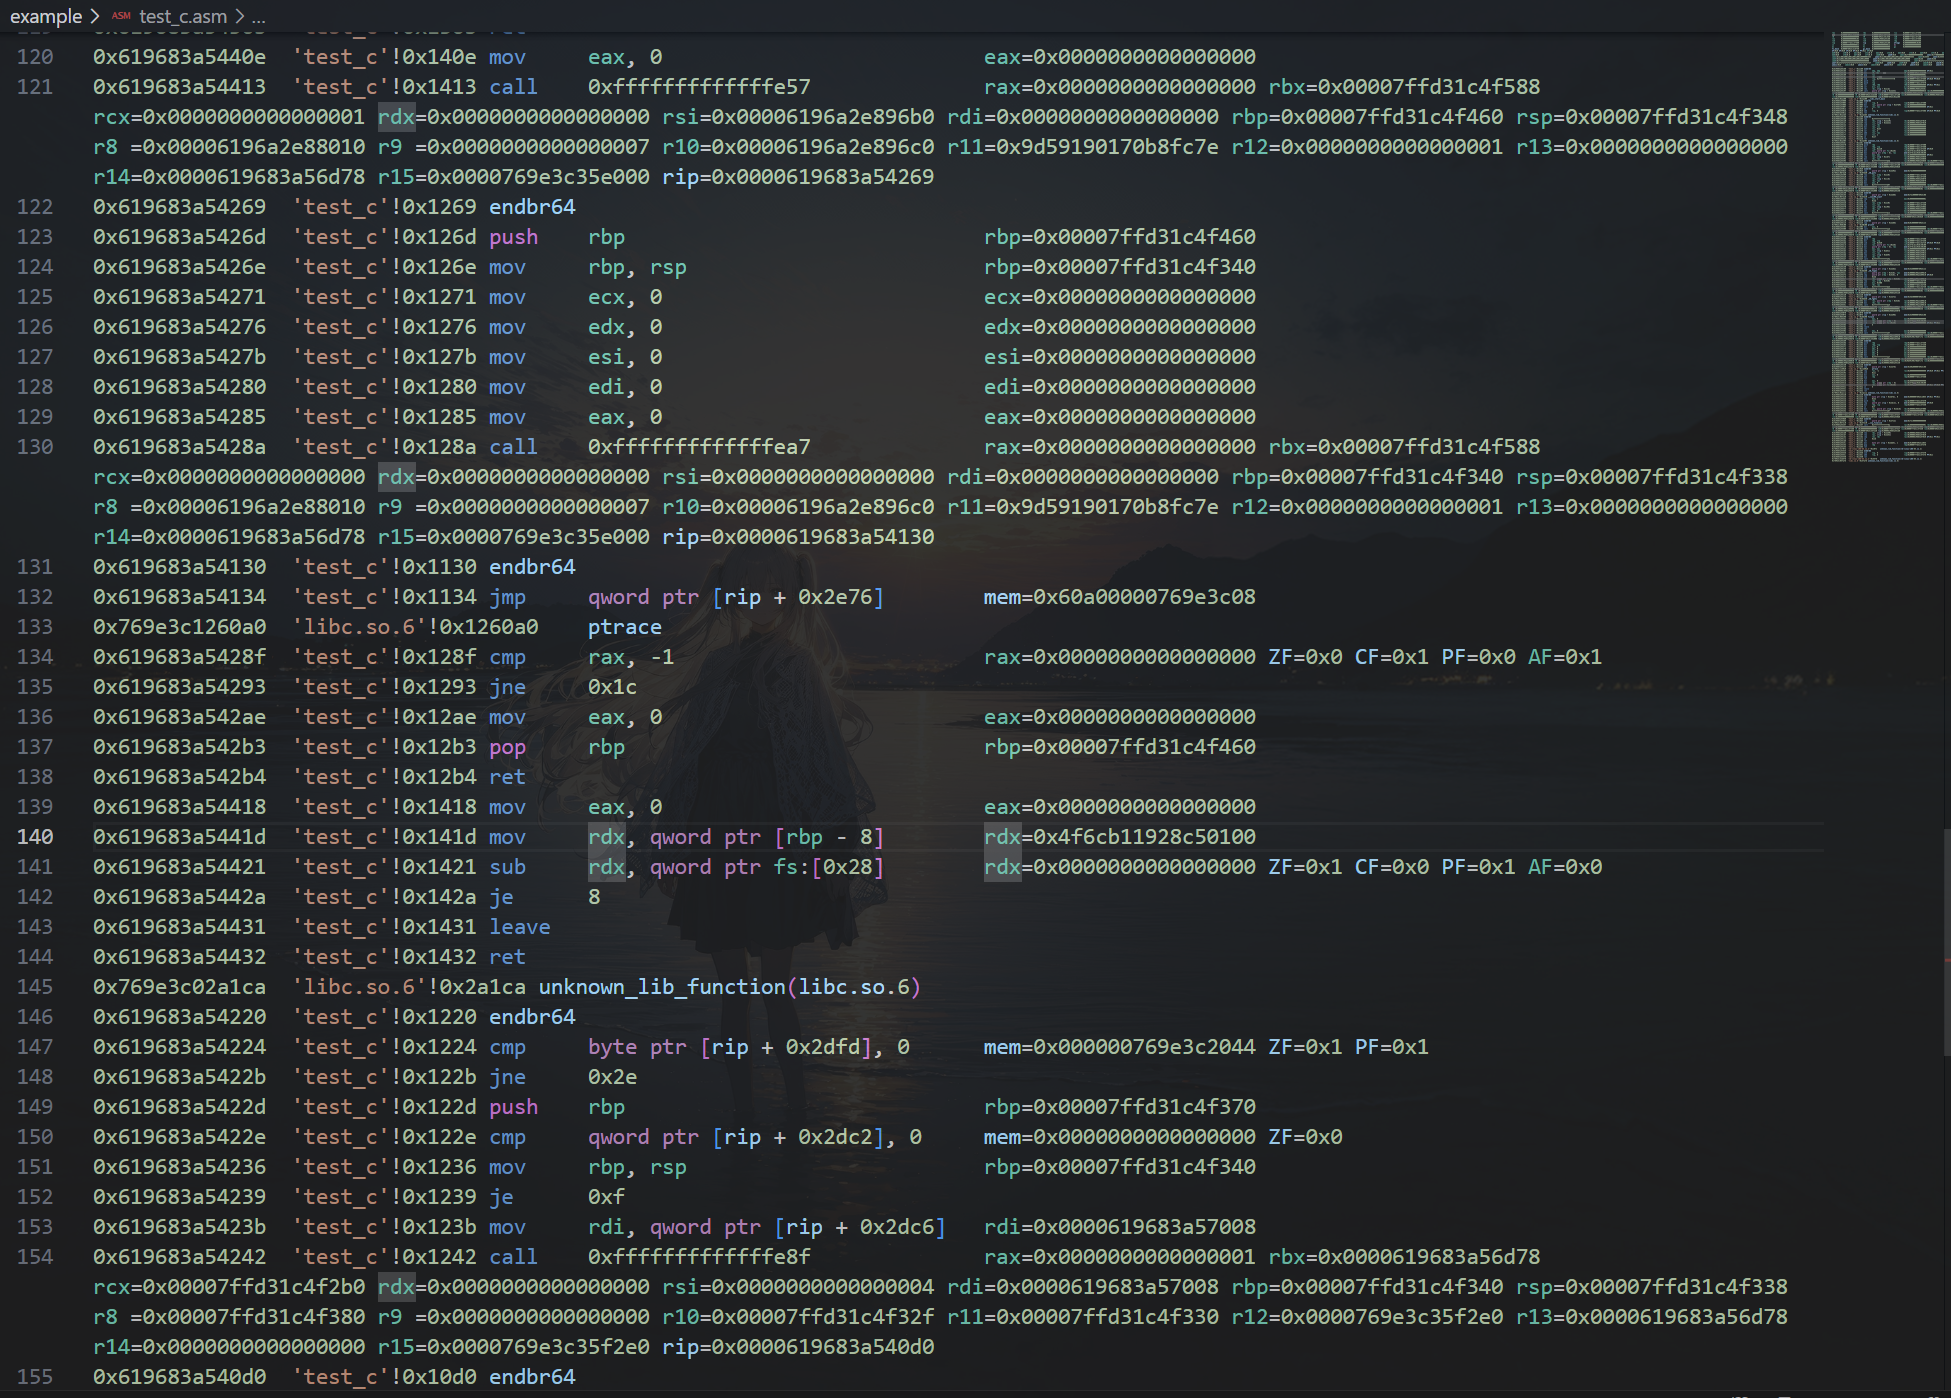 example > ASM test_c.asm > ...
120 0x619683a5440e 'test_c'!0x140e mov eax, 0 eax=0x0000000000000000
121 0x619683a54413 'test_c'!0x1413 call 0xfffffffffffffe57 rax=0x0000000000000000 rbx=0x00007ffd31c4f588
rcx=0x0000000000000001 rdx=0x0000000000000000 rsi=0x00006196a2e896b0 rdi=0x0000000000000000 rbp=0x00007ffd31c4f460 rsp=0x00007ffd31c4f348
r8 =0x00006196a2e88010 r9 =0x0000000000000007 r10=0x00006196a2e896c0 r11=0x9d59190170b8fc7e r12=0x0000000000000001 r13=0x0000000000000000
r14=0x0000619683a56d78 r15=0x0000769e3c35e000 rip=0x0000619683a54269
122 0x619683a54269 'test_c'!0x1269 endbr64
123 0x619683a5426d 'test_c'!0x126d push rbp rbp=0x00007ffd31c4f460
124 0x619683a5426e 'test_c'!0x126e mov rbp, rsp rbp=0x00007ffd31c4f340
125 0x619683a54271 'test_c'!0x1271 mov ecx, 0 ecx=0x0000000000000000
126 0x619683a54276 'test_c'!0x1276 mov edx, 0 edx=0x0000000000000000
127 0x619683a5427b 'test_c'!0x127b mov esi, 0 esi=0x0000000000000000
128 0x619683a54280 'test_c'!0x1280 mov edi, 0 edi=0x0000000000000000
129 0x619683a54285 'test_c'!0x1285 mov eax, 0 eax=0x0000000000000000
130 0x619683a5428a 'test_c'!0x128a call 0xfffffffffffffea7 rax=0x0000000000000000 rbx=0x00007ffd31c4f588
rcx=0x0000000000000000 rdx=0x0000000000000000 rsi=0x0000000000000000 rdi=0x0000000000000000 rbp=0x00007ffd31c4f340 rsp=0x00007ffd31c4f338
r8 =0x00006196a2e88010 r9 =0x0000000000000007 r10=0x00006196a2e896c0 r11=0x9d59190170b8fc7e r12=0x0000000000000001 r13=0x0000000000000000
r14=0x0000619683a56d78 r15=0x0000769e3c35e000 rip=0x0000619683a54130
131 0x619683a54130 'test_c'!0x1130 endbr64
132 0x619683a54134 'test_c'!0x1134 jmp qword ptr [rip + 0x2e76] mem=0x60a00000769e3c08
133 0x769e3c1260a0 'libc.so.6'!0x1260a0 ptrace
134 0x619683a5428f 'test_c'!0x128f cmp rax, -1 rax=0x0000000000000000 ZF=0x0 CF=0x1 PF=0x0 AF=0x1
135 0x619683a54293 'test_c'!0x1293 jne 0x1c
136 0x619683a542ae 'test_c'!0x12ae mov eax, 0 eax=0x0000000000000000
137 0x619683a542b3 'test_c'!0x12b3 pop rbp rbp=0x00007ffd31c4f460
138 0x619683a542b4 'test_c'!0x12b4 ret
139 0x619683a54418 'test_c'!0x1418 mov eax, 0 eax=0x0000000000000000
140 0x619683a5441d 'test_c'!0x141d mov rdx, qword ptr [rbp - 8] rdx=0x4f6cb11928c50100
141 0x619683a54421 'test_c'!0x1421 sub rdx, qword ptr fs:[0x28] rdx=0x0000000000000000 ZF=0x1 CF=0x0 PF=0x1 AF=0x0
142 0x619683a5442a 'test_c'!0x142a je 8
143 0x619683a54431 'test_c'!0x1431 leave
144 0x619683a54432 'test_c'!0x1432 ret
145 0x769e3c02a1ca 'libc.so.6'!0x2a1ca unknown_lib_function(libc.so.6)
146 0x619683a54220 'test_c'!0x1220 endbr64
147 0x619683a54224 'test_c'!0x1224 cmp byte ptr [rip + 0x2dfd], 0 mem=0x000000769e3c2044 ZF=0x1 PF=0x1
148 0x619683a5422b 'test_c'!0x122b jne 0x2e
149 0x619683a5422d 'test_c'!0x122d push rbp rbp=0x00007ffd31c4f370
150 0x619683a5422e 'test_c'!0x122e cmp qword ptr [rip + 0x2dc2], 0 mem=0x0000000000000000 ZF=0x0
151 0x619683a54236 'test_c'!0x1236 mov rbp, rsp rbp=0x00007ffd31c4f340
152 0x619683a54239 'test_c'!0x1239 je 0xf
153 0x619683a5423b 'test_c'!0x123b mov rdi, qword ptr [rip + 0x2dc6] rdi=0x0000619683a57008
154 0x619683a54242 'test_c'!0x1242 call 0xfffffffffffffe8f rax=0x0000000000000001 rbx=0x0000619683a56d78
rcx=0x00007ffd31c4f2b0 rdx=0x0000000000000000 rsi=0x0000000000000004 rdi=0x0000619683a57008 rbp=0x00007ffd31c4f340 rsp=0x00007ffd31c4f338
r8 =0x00007ffd31c4f380 r9 =0x0000000000000000 r10=0x00007ffd31c4f32f r11=0x00007ffd31c4f330 r12=0x0000769e3c35f2e0 r13=0x0000619683a56d78
r14=0x0000000000000000 r15=0x0000769e3c35f2e0 rip=0x0000619683a540d0
155 0x619683a540d0 'test_c'!0x10d0 endbr64